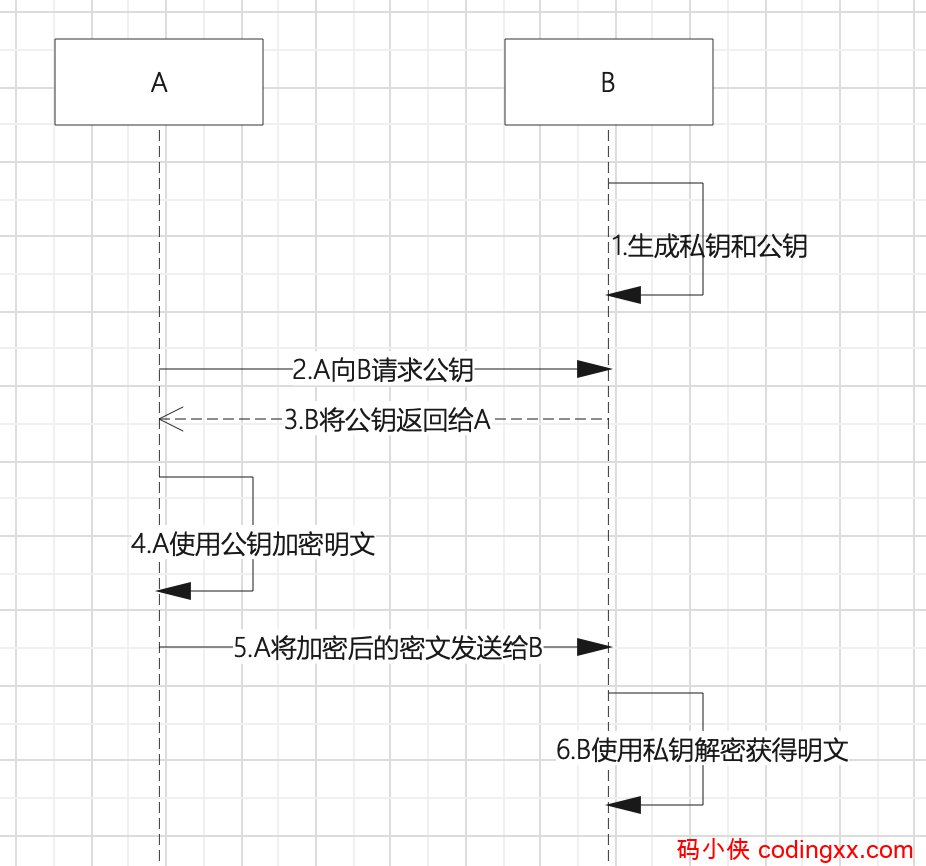 A
B
1.生成私钥和公钥
2.A向B请求公钥
3.B将公钥返回给A
4.A使用公钥加密明文
5.A将加密后的密文发送给B
6.B使用私钥解密获得明文
码小侠 codingxx.com